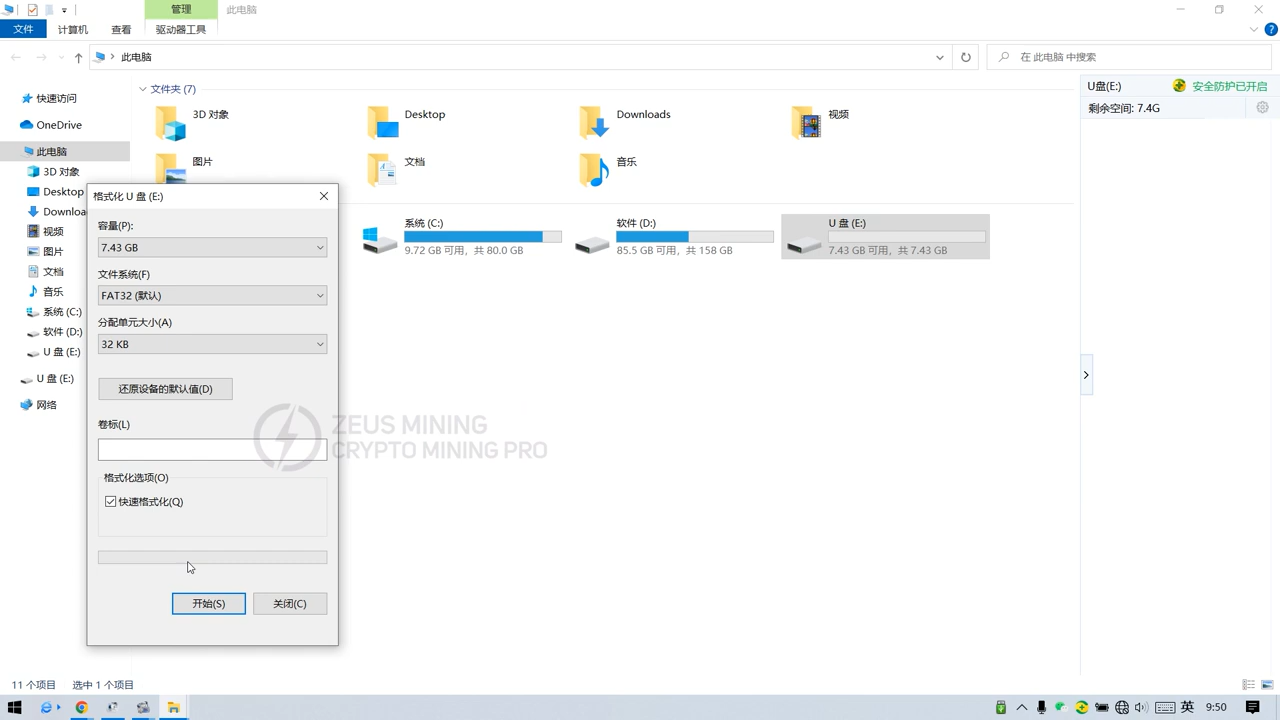 管理
此电脑
文件
计算机
查看
驱动器工具
此电脑
在 此电脑 中搜索
快速访问
OneDrive
此电脑
3D 对象
Desktop
Downloa
视频
图片
文档
音乐
系统 (C:)
软件 (D:)
U 盘 (E:)
U 盘 (E:)
网络
文件夹 (7)
3D 对象
Desktop
Downloads
视频
图片
文档
音乐
系统 (C:)
9.72 GB 可用，共 80.0 GB
软件 (D:)
85.5 GB 可用，共 158 GB
U 盘 (E:)
7.43 GB 可用，共 7.43 GB
U盘(E:)
安全防护已开启
剩余空间: 7.4G
格式化 U 盘 (E:)
容量(P):
7.43 GB
文件系统(F)
FAT32 (默认)
分配单元大小(A)
32 KB
还原设备的默认值(D)
卷标(L)
格式化选项(O)
快速格式化(Q)
开始(S)
关闭(C)
ZEUS MINING
CRYPTO MINING PRO
11 个项目
选中 1 个项目
英
9:50